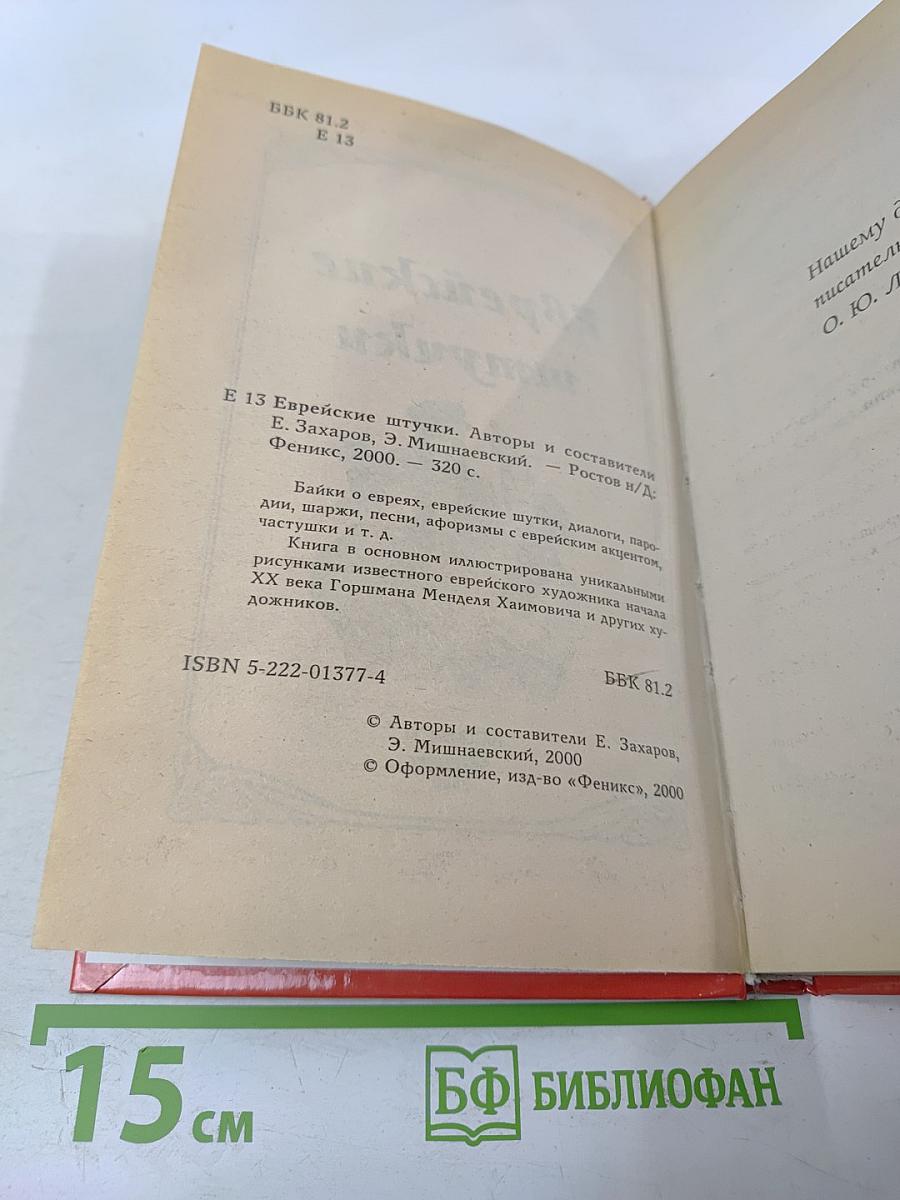 ББК 81.2
Е 13
Е 13 Еврейские штучки. Авторы и составители
Е. Захаров, Э. Мишнаевский. — Ростов н/Д:
Феникс, 2000. — 320 с.
Байки о евреях, еврейские шутки, диалоги, паро-
дии, шаржи, песни, афоризмы с еврейским акцентом,
частушки и т. д.
Книга в основном иллюстрирована уникальными
рисунками известного еврейского художника начала
XX века Горшмана Менделя Хаимовича и других ху-
дожников.
ISBN 5-222-01377-4
ББК 81.2
© Авторы и составители Е. Захаров,
Э. Мишнаевский, 2000
© Оформление, изд-во «Феникс», 2000
Нашему
О. Ю.
15 см
БФ БИБЛИОФАН